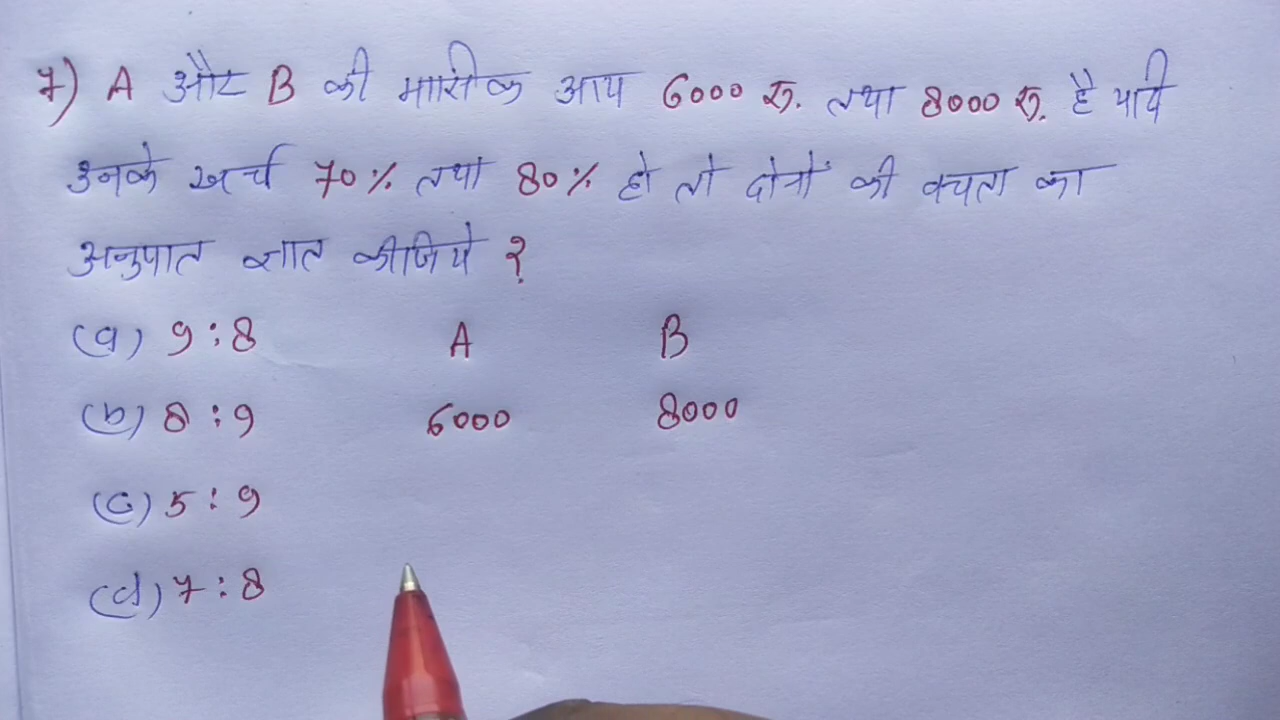 7) A और B की मासीक आय 6000 रु. तथा 8000 रु. है यदि
उनके खर्च 70% तथा 80% हो तो दोनों की बचत का
अनुपात ज्ञात कीजिये ?
(a) 9:8 A B
(b) 8:9 6000 8000
(c) 5:9
(d) 7:8